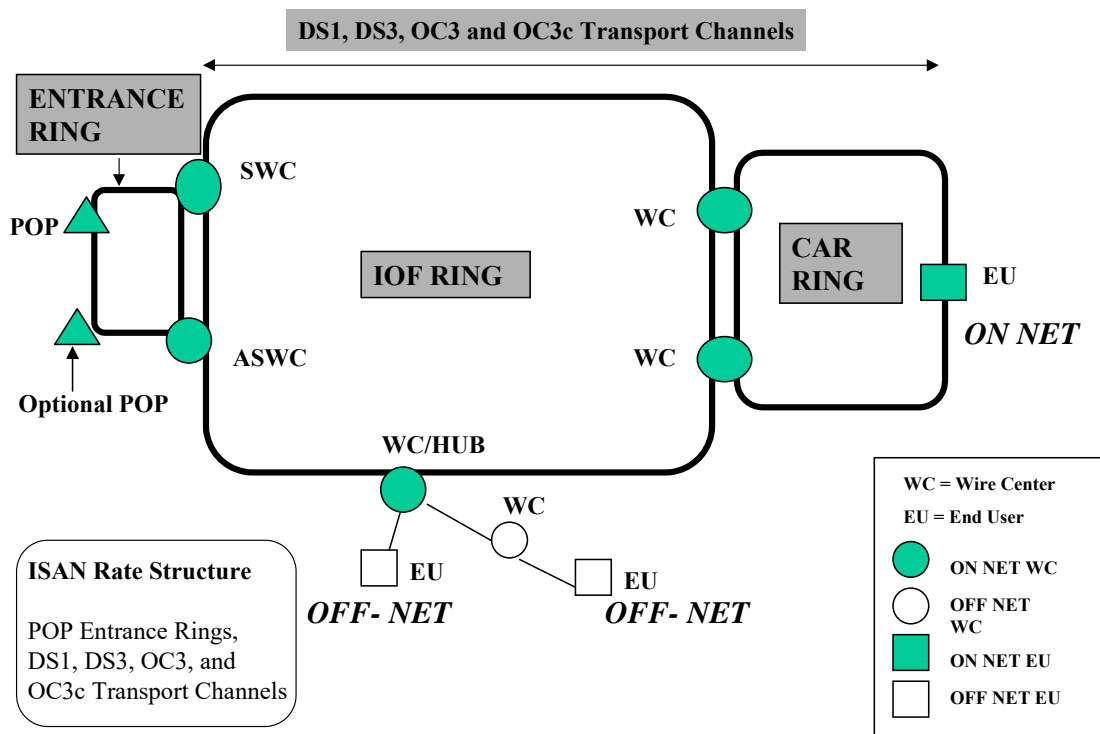 DS1, DS3, OC3 and OC3c Transport Channels
ENTRANCE
RING
SWC
POP
WC
CAR
RING
IOF RING
EU
ON NET
ASWC
WC
Optional POP
WC/HUB
WC
EU
OFF- NET
EU
OFF- NET
ISAN Rate Structure
POP Entrance Rings,
DS1, DS3, OC3, and
OC3c Transport Channels
WC = Wire Center
EU = End User
ON NET WC
OFF NET
WC
ON NET EU
OFF NET EU